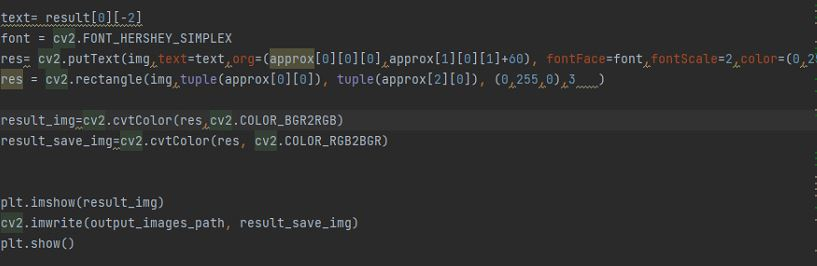 text= result[0][-2]
font = cv2.FONT_HERSHEY_SIMPLEX
res= cv2.putText(img,text=text,org=(approx[0][0][0],approx[1][0][1]+60), fontFace=font,fontScale=2,color=(0,25
res = cv2.rectangle(img,tuple(approx[0][0]), tuple(approx[2][0]), (0,255,0),3   )
result_img=cv2.cvtColor(res,cv2.COLOR_BGR2RGB)
result_save_img=cv2.cvtColor(res, cv2.COLOR_RGB2BGR)
plt.imshow(result_img)
cv2.imwrite(output_images_path, result_save_img)
plt.show()